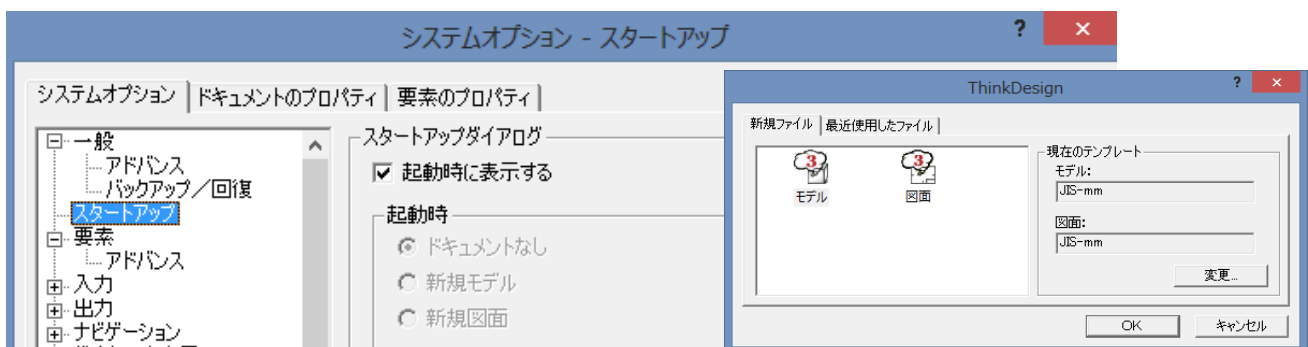 システムオプション - スタートアップ
? ×
システムオプション ドキュメントのプロパティ 要素のプロパティ
一般
アドバンス
バックアップ／回復
スタートアップ
要素
アドバンス
入力
出力
ナビゲーション
スタートアップダイアログ
起動時に表示する
起動時
ドキュメントなし
新規モデル
新規図面
ThinkDesign
? ×
新規ファイル 最近使用したファイル
3 3
モデル 図面
現在のテンプレート
モデル:
JIS-mm
図面:
JIS-mm
変更...
OK キャンセル